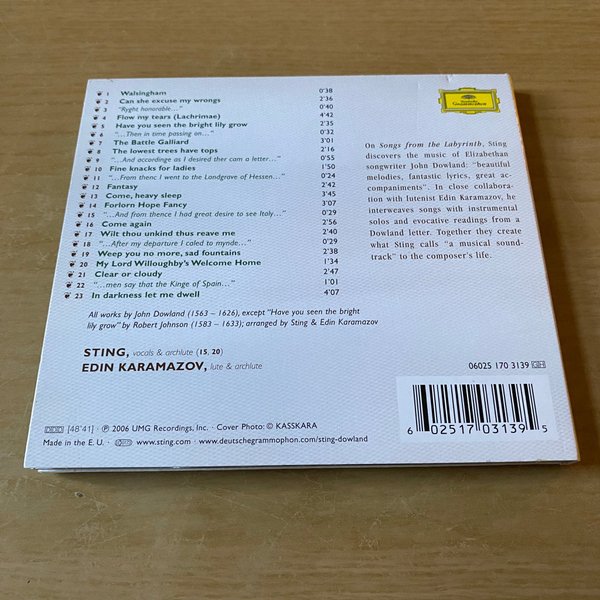 1 Walsingham 0'38
2 Can she excuse my wrongs 2'36
3 "Ryght honorable..." 0'40
4 Flow my tears (Lachrimae) 4'42
5 Have you seen the bright lily grow 2'35
6 "...Then in time passing on..." 0'32
7 The Battle Galliard 3'01
8 The lowest trees have tops 2'16
9 "...And accordinge as I desired ther cam a letter..." 0'55
10 Fine knacks for ladies 1'50
11 "...From thenc I went to the Landgrave of Hessen..." 0'24
12 Fantasy 2'42
13 Come, heavy sleep 3'45
14 Forlorn Hope Fancy 3'07
15 "...And from thence I had great desire to see Italy..." 0'29
16 Come again 2'56
17 Wilt thou unkind thus reave me 2'40
18 "...After my departure I caled to mynde..." 0'29
19 Weep you no more, sad fountains 2'38
20 My Lord Willoughby's Welcome Home 1'34
21 Clear or cloudy 2'47
22 "...men say that the Kinge of Spain..." 1'01
23 In darkness let me dwell 4'07
All works by John Dowland (1563 – 1626), except "Have you seen the bright
lily grow" by Robert Johnson (1583 – 1633); arranged by Sting & Edin Karamazov
STING, vocals & archlute (15, 20)
EDIN KARAMAZOV, lute & archlute
DDD [48'41] · ℗ 2006 UMG Recordings, Inc. · Cover Photo: © KASSKARA
Made in the E. U. · www.sting.com · www.deutschegrammophon.com/sting-dowland
Deutsche
Grammophon
On Songs from the Labyrinth, Sting
discovers the music of Elizabethan
songwriter John Dowland: "beautiful
melodies, fantastic lyrics, great ac-
companiments". In close collabora-
tion with lutenist Edin Karamazov, he
interweaves songs with instrumental
solos and evocative readings from a
Dowland letter. Together they create
what Sting calls "a musical sound-
track" to the composer's life.
06025 170 3139 GH
6 02517 03139 5